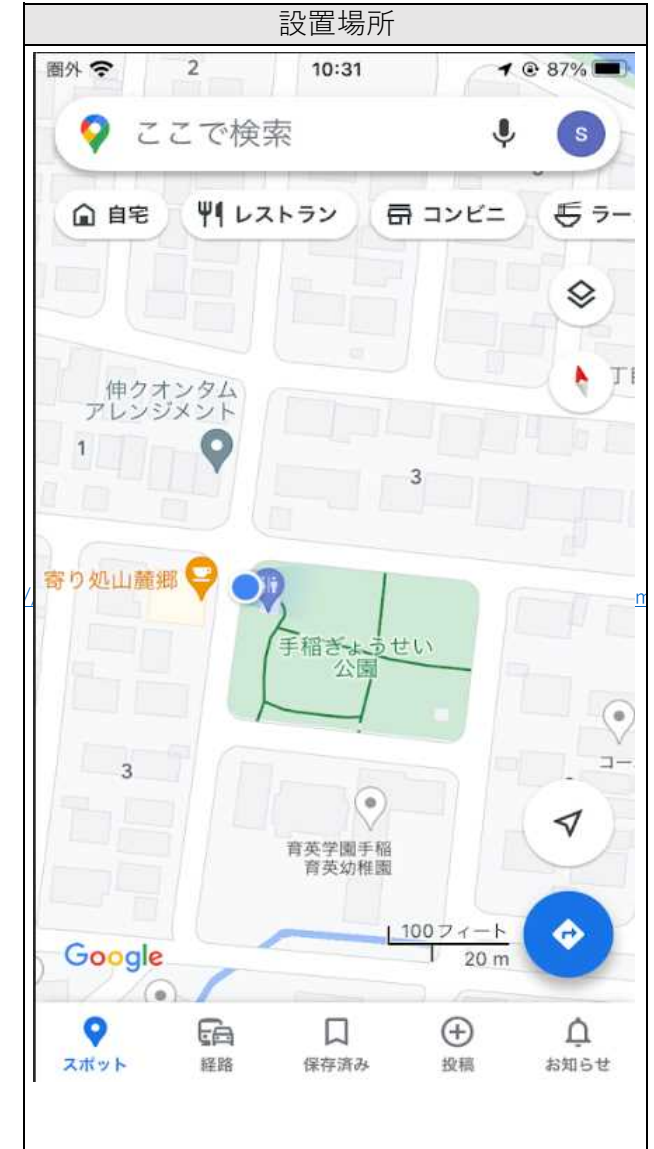 設置場所
圏外 2 10:31 87%
ここで検索 S
自宅 レストラン コンビニ ラー
伸クオンタム
アレンジメント
丁目
1
3
寄り処山麓郷
手稲ぎょうせい
公園
コー
3
育英学園手稲
育英幼稚園
100フィート
20 m
Google
スポット 経路 保存済み 投稿 お知らせ